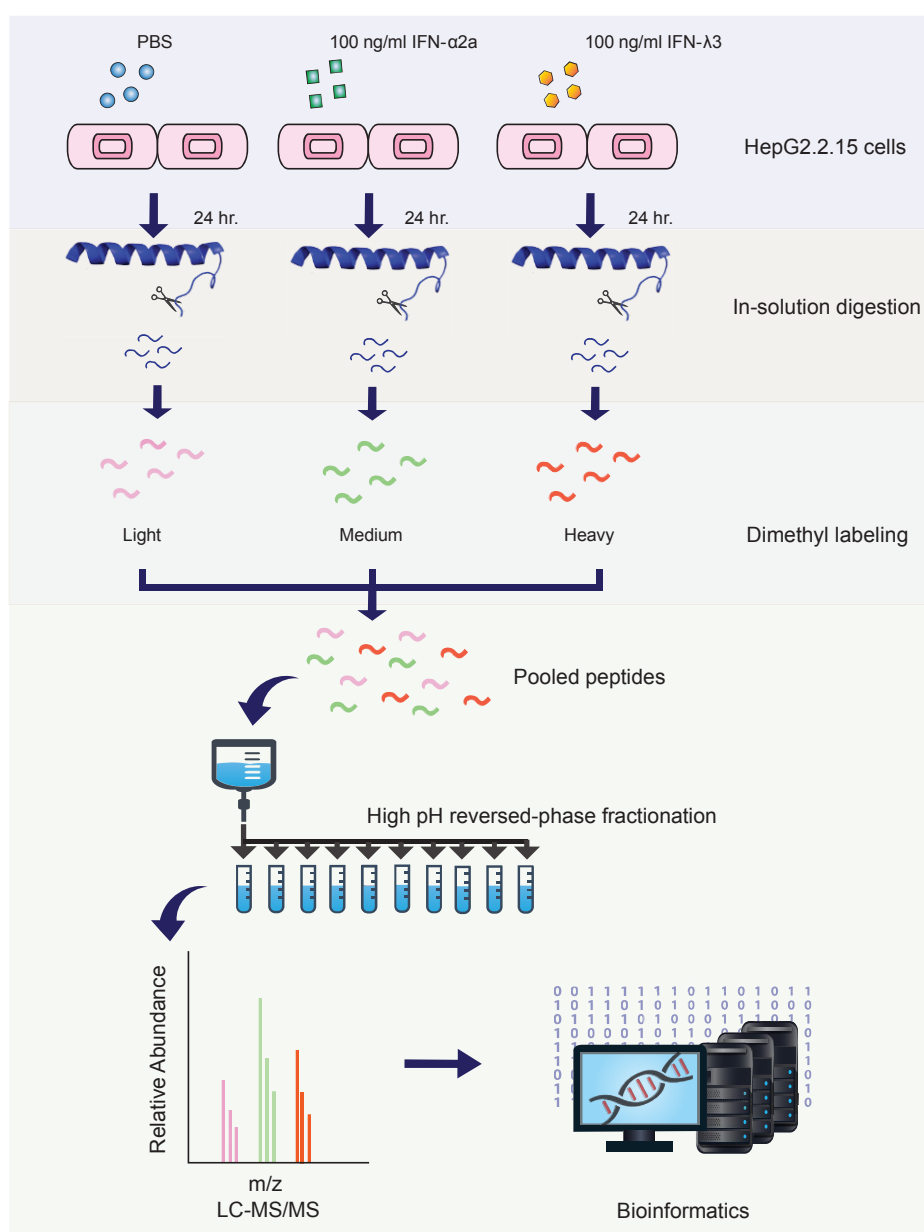 PBS
100 ng/ml IFN-α2a
100 ng/ml IFN-λ3
HepG2.2.15 cells
24 hr.
24 hr.
24 hr.
In-solution digestion
Light
Medium
Heavy
Dimethyl labeling
Pooled peptides
High pH reversed-phase fractionation
Relative Abundance
m/z
LC-MS/MS
Bioinformatics